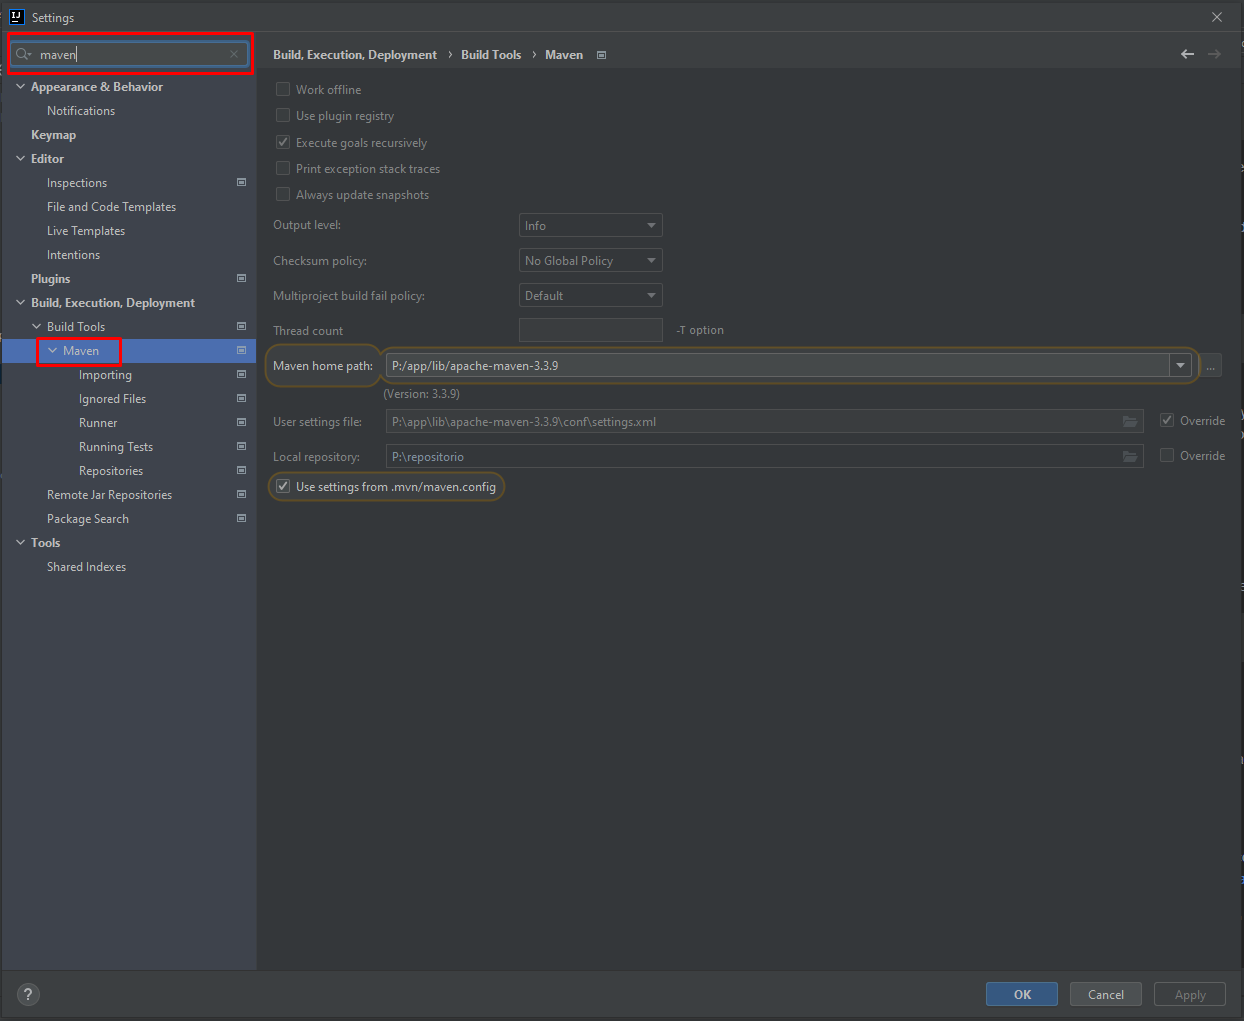 Settings
maven
Appearance & Behavior
Notifications
Keymap
Editor
Inspections
File and Code Templates
Live Templates
Intentions
Plugins
Build, Execution, Deployment
Build Tools
Maven
Importing
Ignored Files
Runner
Running Tests
Repositories
Remote Jar Repositories
Package Search
Tools
Shared Indexes
Build, Execution, Deployment › Build Tools › Maven
Work offline
Use plugin registry
Execute goals recursively
Print exception stack traces
Always update snapshots
Output level: Info
Checksum policy: No Global Policy
Multiproject build fail policy: Default
Thread count -T option
Maven home path: P:/app/lib/apache-maven-3.3.9 ...
(Version: 3.3.9)
User settings file: P:\app\lib\apache-maven-3.3.9\conf\settings.xml Override
Local repository: P:\repositorio Override
Use settings from .mvn/maven.config
? OK Cancel Apply